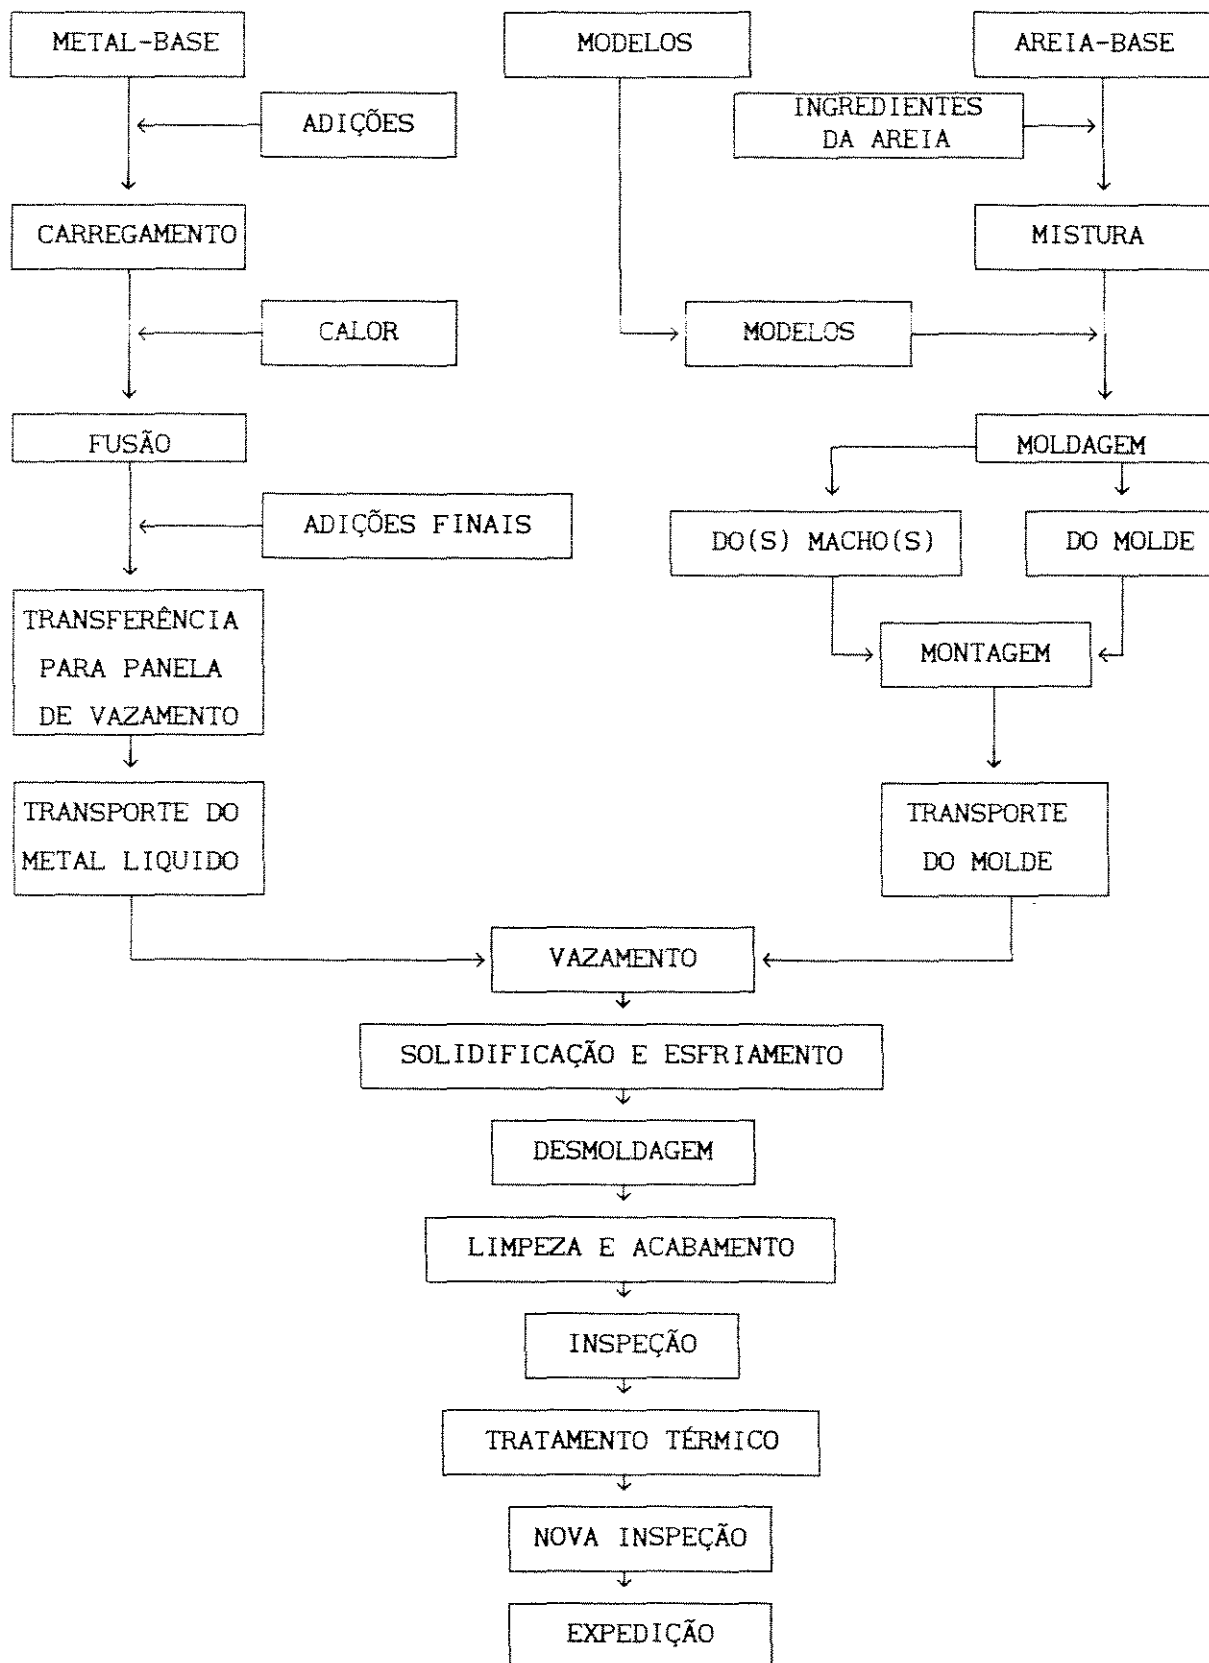 METAL-BASE
MODELOS
AREIA-BASE
ADIÇÕES
INGREDIENTES
DA AREIA
CARREGAMENTO
MISTURA
CALOR
MODELOS
FUSÃO
MOLDAGEM
ADIÇÕES FINAIS
DO(S) MACHO(S)
DO MOLDE
TRANSFERÊNCIA
PARA PANELA
DE VAZAMENTO
MONTAGEM
TRANSPORTE DO
METAL LIQUIDO
TRANSPORTE
DO MOLDE
VAZAMENTO
SOLIDIFICAÇÃO E ESFRIAMENTO
DESMOLDAGEM
LIMPEZA E ACABAMENTO
INSPEÇÃO
TRATAMENTO TÉRMICO
NOVA INSPEÇÃO
EXPEDIÇÃO